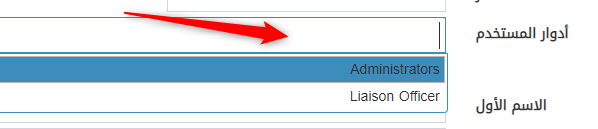 أدوار المستخدم
Administrators
Liaison Officer
الاسم الأول